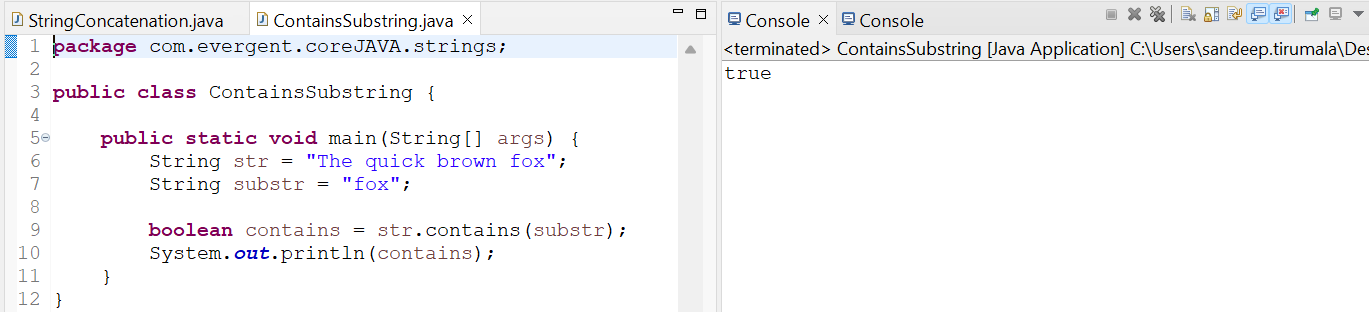 StringConcatenation.java
ContainsSubstring.java
1 package com.evergent.coreJAVA.strings;
2
3 public class ContainsSubstring {
4
5 public static void main(String[] args) {
6 String str = "The quick brown fox";
7 String substr = "fox";
8
9 boolean contains = str.contains(substr);
10 System.out.println(contains);
11 }
12 }
Console
Console
<terminated> ContainsSubstring [Java Application] C:\Users\sandeep.tirumala\Des
true